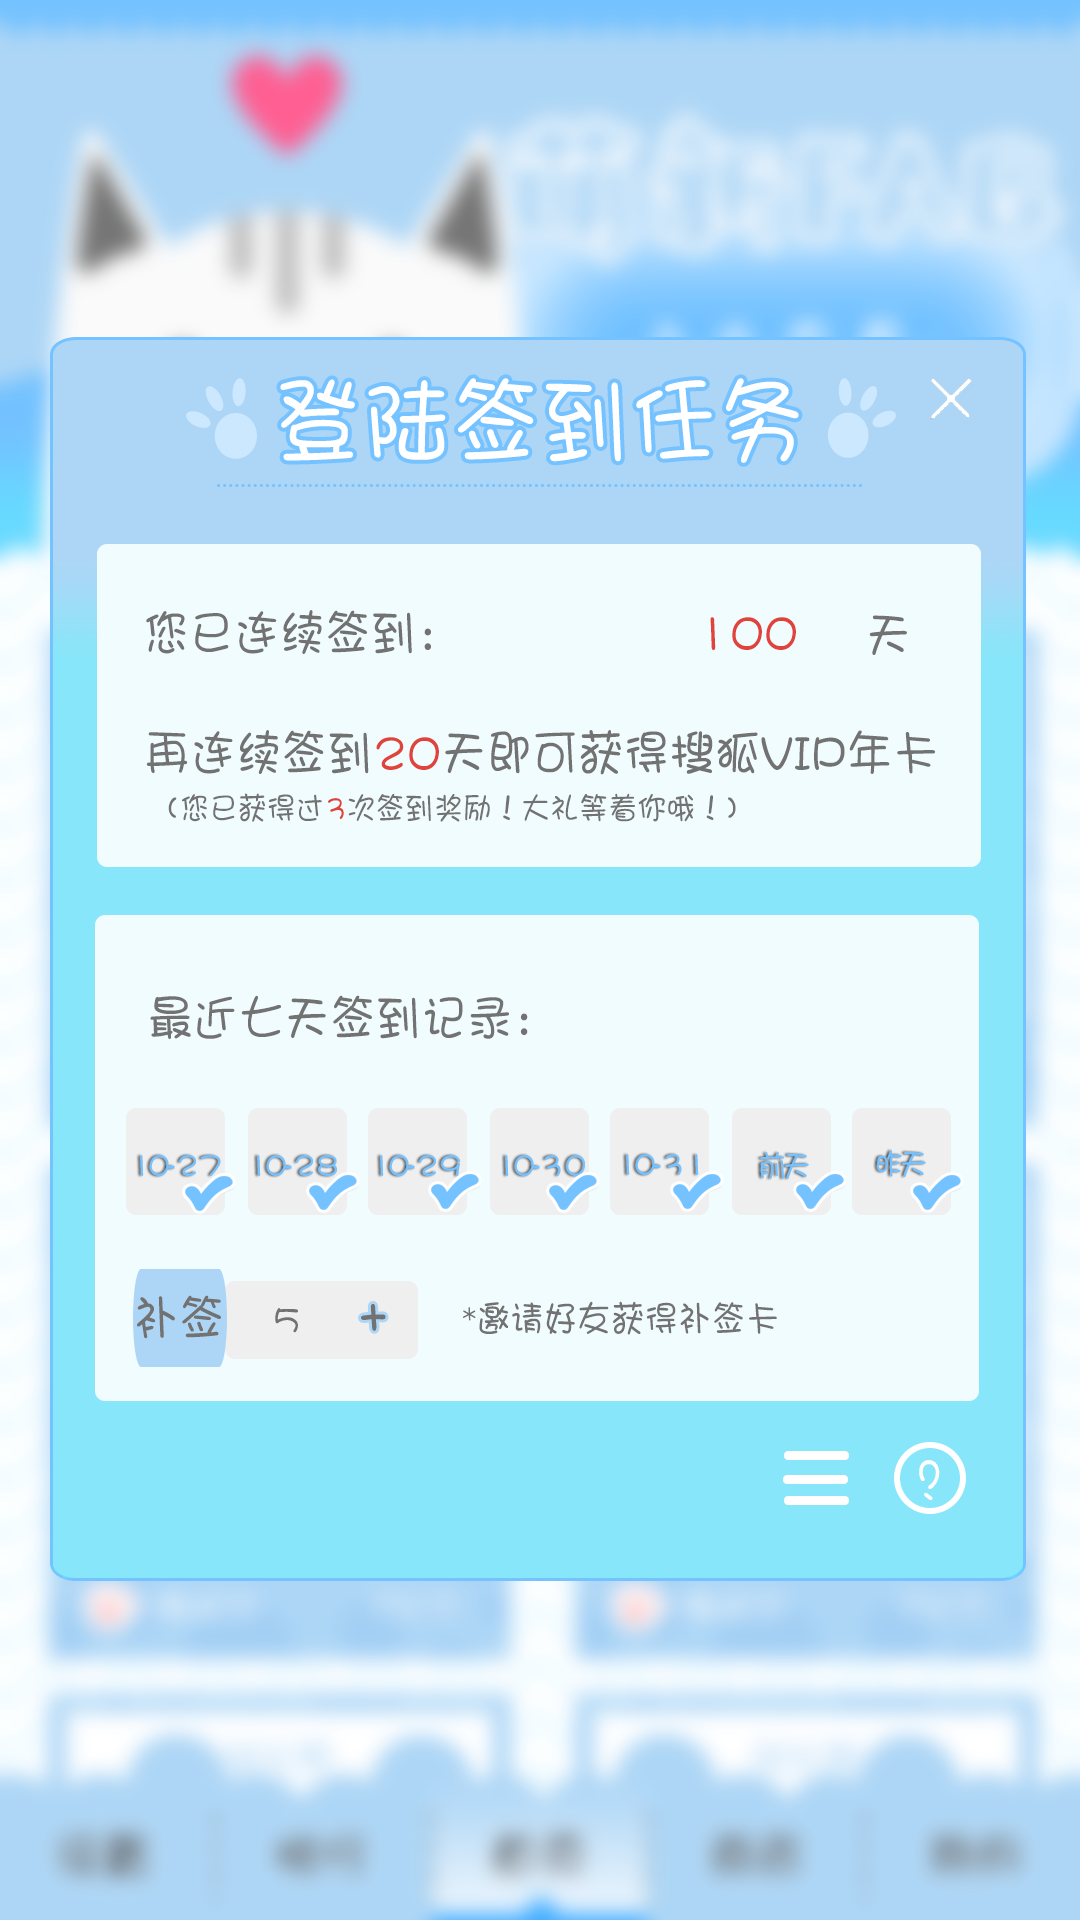 登陆签到任务
您已连续签到： 100 天
再连续签到20天即可获得搜狐VIP年卡
（您已获得过3次签到奖励！大礼等着你哦！）
最近七天签到记录：
10-27 10-28 10-29 10-30 10-31 前天 昨天
补签 5 + *邀请好友获得补签卡
?